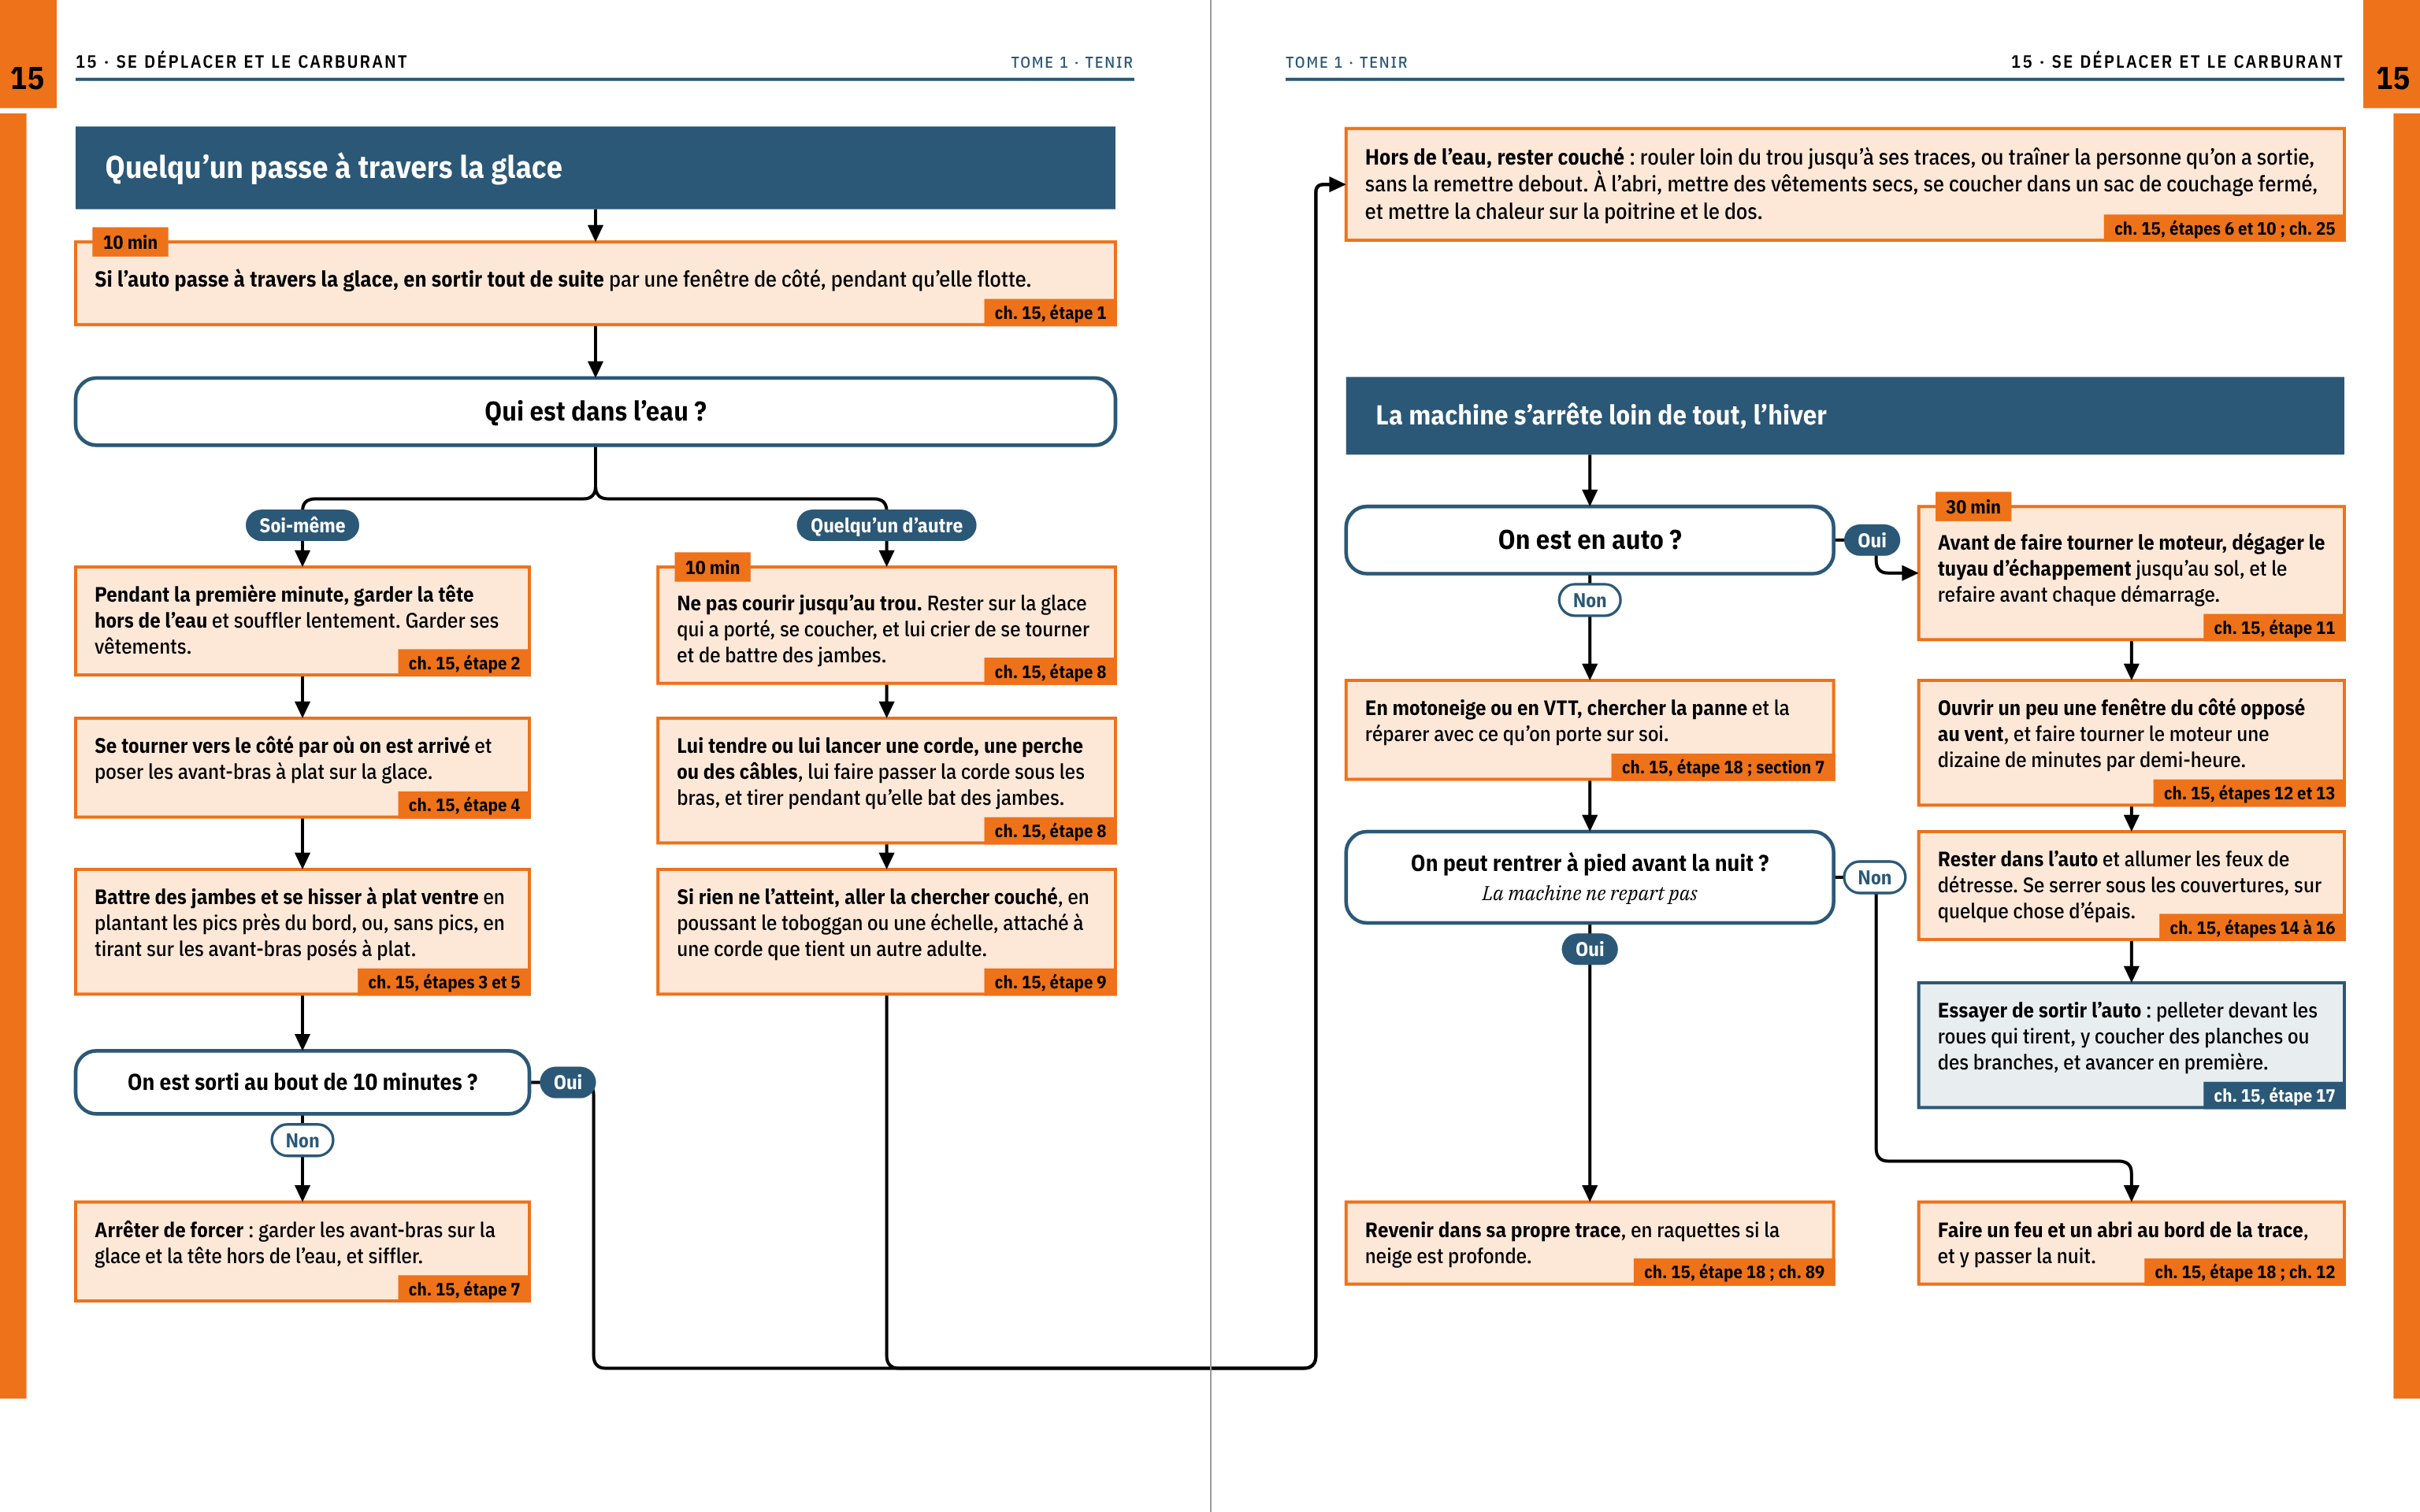 15
15 · SE DÉPLACER ET LE CARBURANT
TOME 1 · TENIR
Quelqu’un passe à travers la glace
10 min
Si l’auto passe à travers la glace, en sortir tout de suite par une fenêtre de côté, pendant qu’elle flotte.
ch. 15, étape 1
Qui est dans l’eau ?
Soi-même
Pendant la première minute, garder la tête
hors de l’eau et souffler lentement. Garder ses
vêtements.
ch. 15, étape 2
Se tourner vers le côté par où on est arrivé et
poser les avant-bras à plat sur la glace.
ch. 15, étape 4
Battre des jambes et se hisser à plat ventre en
plantant les pics près du bord, ou, sans pics, en
tirant sur les avant-bras posés à plat.
ch. 15, étapes 3 et 5
On est sorti au bout de 10 minutes ?
Oui
Non
Arrêter de forcer : garder les avant-bras sur la
glace et la tête hors de l’eau, et siffler.
ch. 15, étape 7
Quelqu’un d’autre
10 min
Ne pas courir jusqu’au trou. Rester sur la glace
qui a porté, se coucher, et lui crier de se tourner
et de battre des jambes.
ch. 15, étape 8
Lui tendre ou lui lancer une corde, une perche
ou des câbles, lui faire passer la corde sous les
bras, et tirer pendant qu’elle bat des jambes.
ch. 15, étape 8
Si rien ne l’atteint, aller la chercher couché, en
poussant le toboggan ou une échelle, attaché à
une corde que tient un autre adulte.
ch. 15, étape 9
TOME 1 · TENIR
15 · SE DÉPLACER ET LE CARBURANT
15
Hors de l’eau, rester couché : rouler loin du trou jusqu’à ses traces, ou traîner la personne qu’on a sortie,
sans la remettre debout. À l’abri, mettre des vêtements secs, se coucher dans un sac de couchage fermé,
et mettre la chaleur sur la poitrine et le dos.
ch. 15, étapes 6 et 10 ; ch. 25
La machine s’arrête loin de tout, l’hiver
On est en auto ?
Oui
Non
En motoneige ou en VTT, chercher la panne et la
réparer avec ce qu’on porte sur soi.
ch. 15, étape 18 ; section 7
On peut rentrer à pied avant la nuit ?
La machine ne repart pas
Non
Oui
Revenir dans sa propre trace, en raquettes si la
neige est profonde.
ch. 15, étape 18 ; ch. 89
30 min
Avant de faire tourner le moteur, dégager le
tuyau d’échappement jusqu’au sol, et le
refaire avant chaque démarrage.
ch. 15, étape 11
Ouvrir un peu une fenêtre du côté opposé
au vent, et faire tourner le moteur une
dizaine de minutes par demi-heure.
ch. 15, étapes 12 et 13
Rester dans l’auto et allumer les feux de
détresse. Se serrer sous les couvertures, sur
quelque chose d’épais.
ch. 15, étapes 14 à 16
Essayer de sortir l’auto : pelleter devant les
roues qui tirent, y coucher des planches ou
des branches, et avancer en première.
ch. 15, étape 17
Faire un feu et un abri au bord de la trace,
et y passer la nuit.
ch. 15, étape 18 ; ch. 12